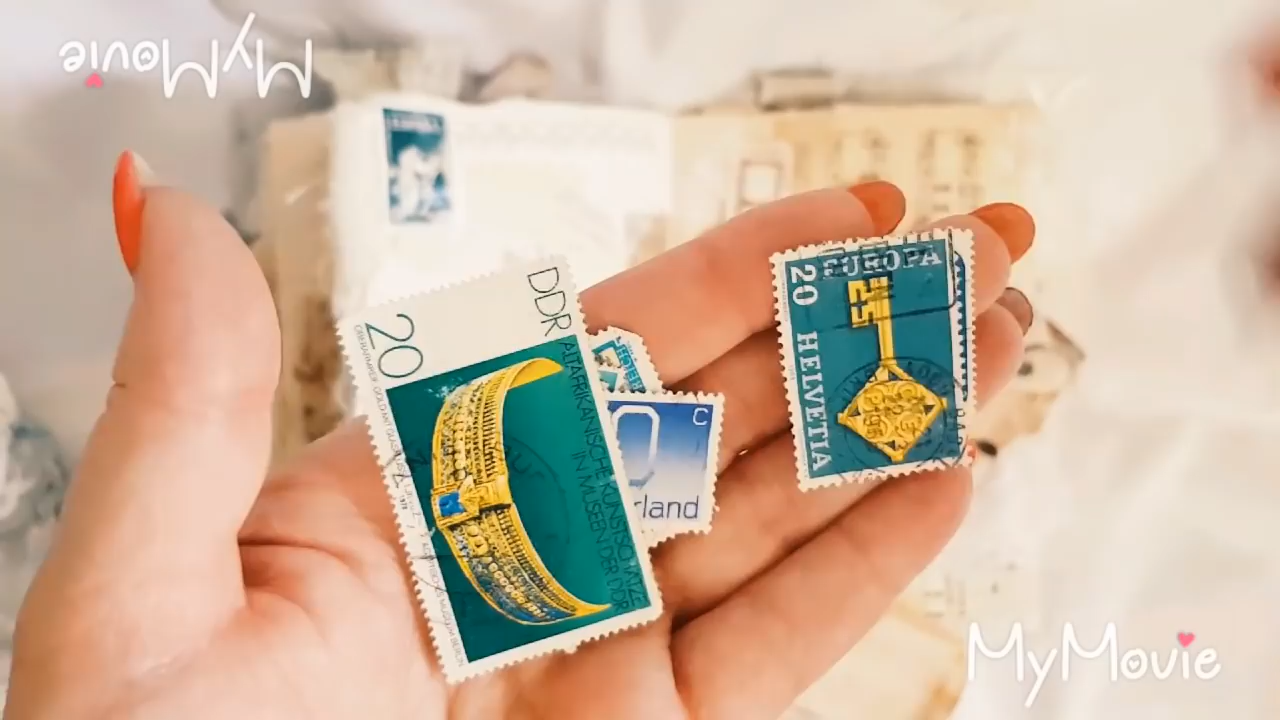 MyMovie
DDR
20
ALTAFRIKANISCHE KUNSTSCHÄTZE
IN MUSEEN DER DDR
C
rland
EUROPA
20 HELVETIA
MyMovie